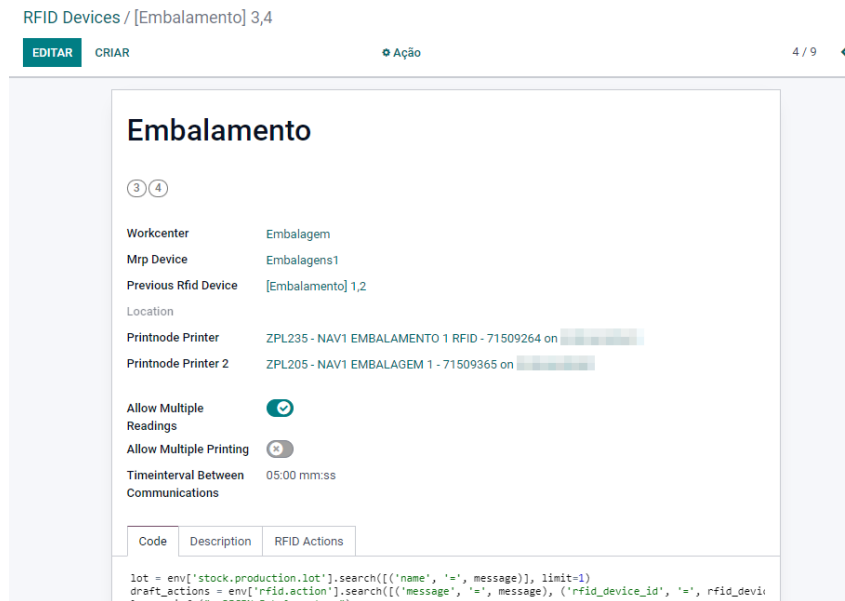 RFID Devices / [Embalamento] 3,4
EDITAR CRIAR Ação 4 / 9
Embalamento
3 4
Workcenter Embalagem
Mrp Device Embalagens1
Previous Rfid Device [Embalamento] 1,2
Location
Printnode Printer ZPL235 - NAV1 EMBALAMENTO 1 RFID - 71509264 on
Printnode Printer 2 ZPL205 - NAV1 EMBALAGEM 1 - 71509365 on
Allow Multiple
Readings
Allow Multiple Printing
Timeinterval Between 05:00 mm:ss
Communications
Code Description RFID Actions
lot = env['stock.production.lot'].search([('name', '=', message)], limit=1)
draft_actions = env['rfid.action'].search([('message', '=', message), ('rfid_device_id', '=', rfid_devic